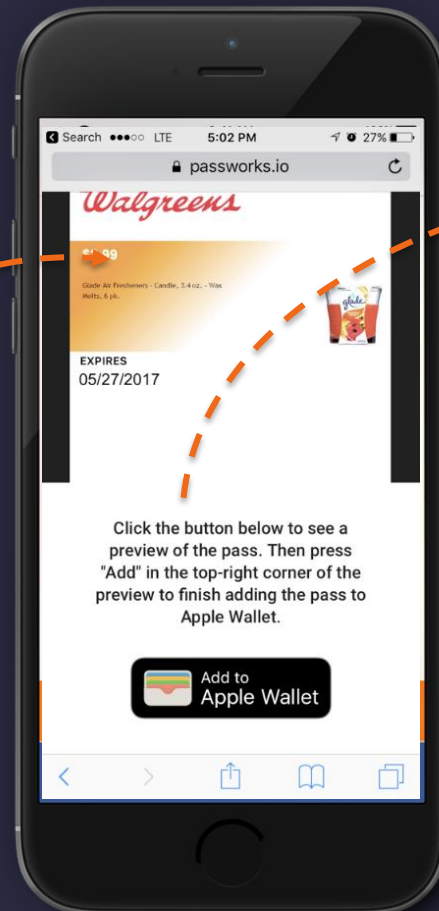 Search LTE 5:02 PM 27%
passworks.io
Walgreens
Glade Air Fresheners - Candle, 3.4 oz. - Wax
Melts, 6 pk.
glade
EXPIRES
05/27/2017
Click the button below to see a
preview of the pass. Then press
"Add" in the top-right corner of the
preview to finish adding the pass to
Apple Wallet.
Add to
Apple Wallet